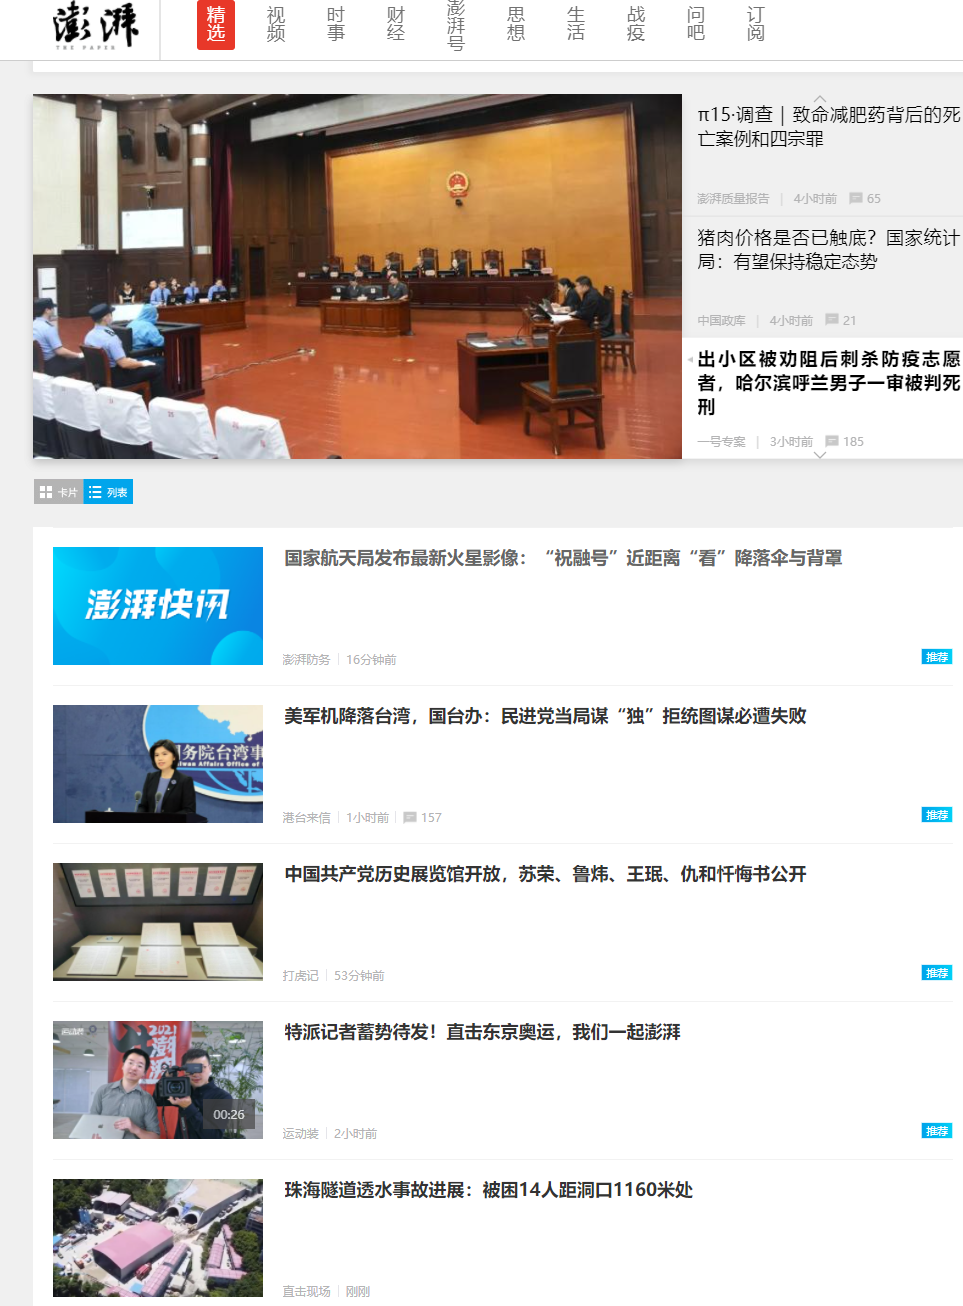 澎湃
THE PAPER
精选
视频
时事
财经
澎湃号
思想
生活
战疫
问吧
订阅
π15·调查｜致命减肥药背后的死
亡案例和四宗罪
澎湃质量报告 | 4小时前 65
猪肉价格是否已触底？国家统计
局：有望保持稳定态势
中国政库 | 4小时前 21
出小区被劝阻后刺杀防疫志愿
者，哈尔滨呼兰男子一审被判死
刑
一号专案 | 3小时前 185
卡片 列表
澎湃快讯
国家航天局发布最新火星影像：“祝融号”近距离“看”降落伞与背罩
澎湃防务 | 16分钟前
推荐
务院台湾事
aiwan Affairs Office of
美军机降落台湾，国台办：民进党当局谋“独”拒统图谋必遭失败
港台来信 | 1小时前 | 157
推荐
中国共产党历史展览馆开放，苏荣、鲁炜、王珉、仇和忏悔书公开
打虎记 | 53分钟前
推荐
2021
00:26
特派记者蓄势待发！直击东京奥运，我们一起澎湃
运动装 | 2小时前
推荐
珠海隧道透水事故进展：被困14人距洞口1160米处
直击现场 | 刚刚